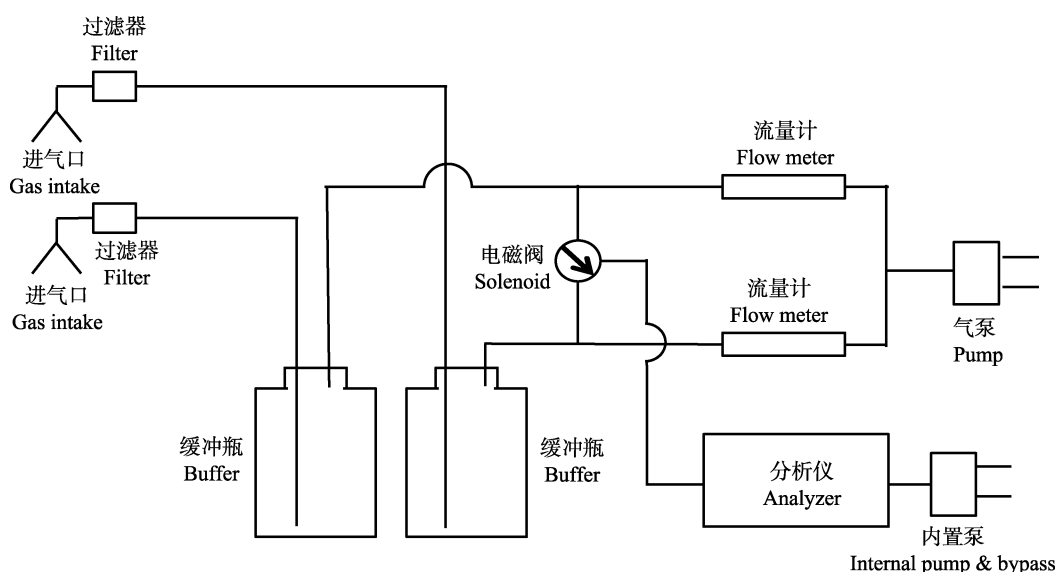 过滤器
Filter
进气口
Gas intake
过滤器
Filter
进气口
Gas intake
流量计
Flow meter
电磁阀
Solenoid
流量计
Flow meter
气泵
Pump
缓冲瓶
Buffer
缓冲瓶
Buffer
分析仪
Analyzer
内置泵
Internal pump & bypass